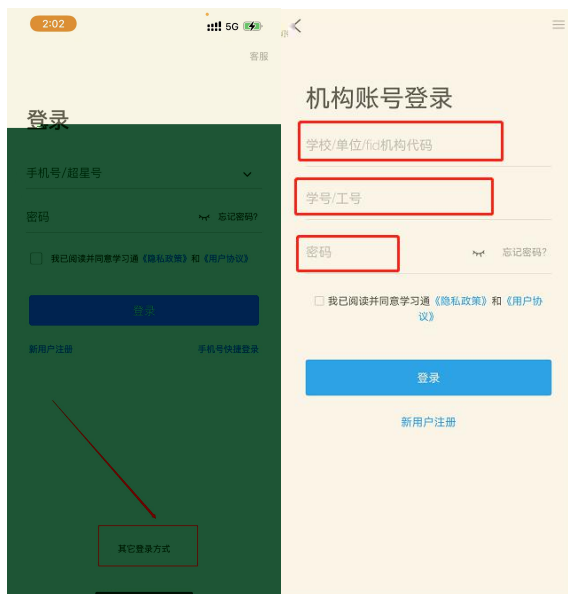 2:02
5G
客服
登录
手机号/超星号
密码
忘记密码?
我已阅读并同意学习通《隐私政策》和《用户协议》
登录
新用户注册
手机号快捷登录
其它登录方式
机构账号登录
学校/单位/fid机构代码
学号/工号
密码
忘记密码?
我已阅读并同意学习通《隐私政策》和《用户协
议》
登录
新用户注册